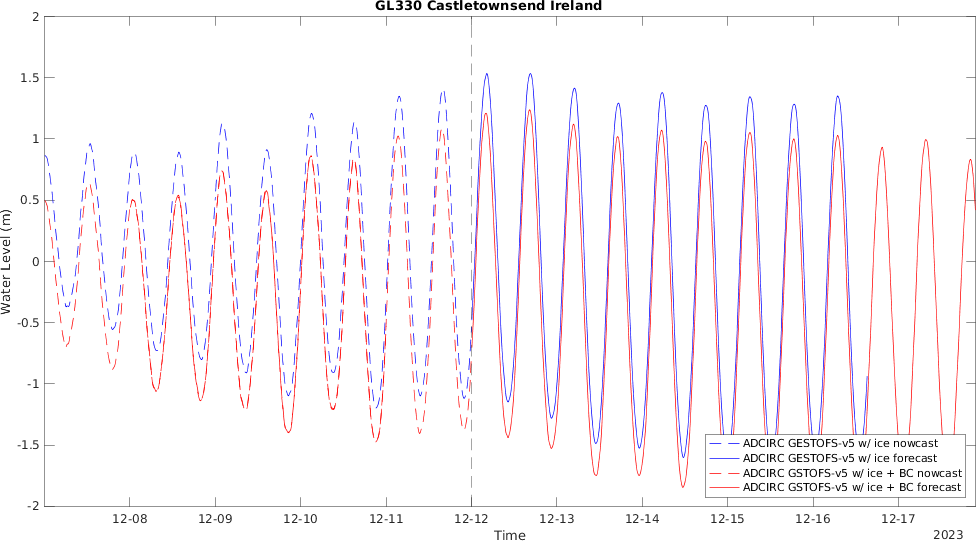 GL330 Castletownsend Ireland
2
1.5
1
0.5
0
-0.5
-1
-1.5
-2
Water Level (m)
ADCIRC GESTOFS-v5 w/ ice nowcast
ADCIRC GESTOFS-v5 w/ ice forecast
ADCIRC GSTOFS-v5 w/ ice + BC nowcast
ADCIRC GSTOFS-v5 w/ ice + BC forecast
12-08 12-09 12-10 12-11 12-12 12-13 12-14 12-15 12-16 12-17
Time
2023